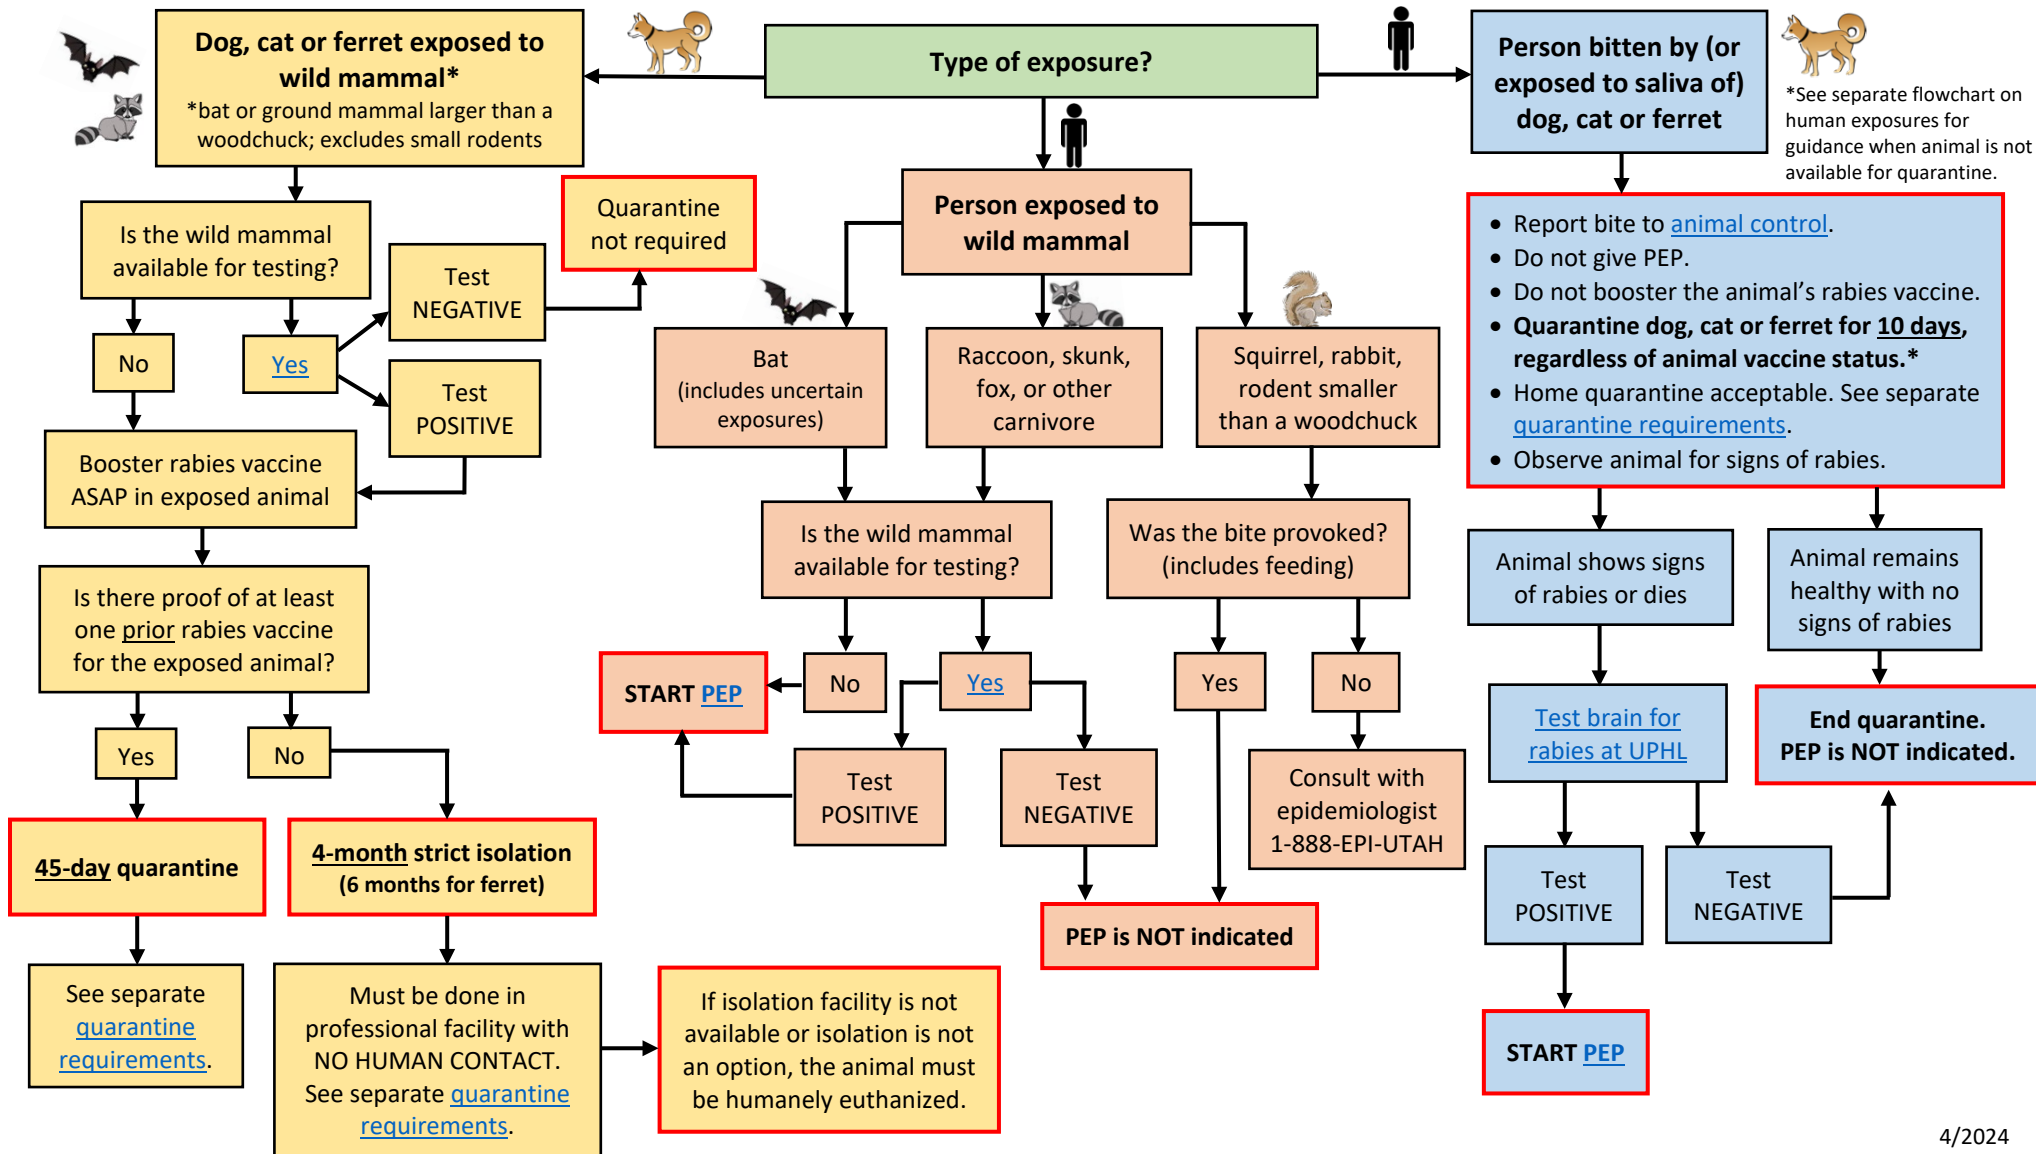 Type of exposure?
Dog, cat or ferret exposed to
wild mammal*
*bat or ground mammal larger than a
woodchuck; excludes small rodents
Is the wild mammal
available for testing?
No
Yes
Test
NEGATIVE
Quarantine
not required
Test
POSITIVE
Booster rabies vaccine
ASAP in exposed animal
Is there proof of at least
one prior rabies vaccine
for the exposed animal?
Yes
No
45-day quarantine
4-month strict isolation
(6 months for ferret)
See separate
quarantine
requirements.
Must be done in
professional facility with
NO HUMAN CONTACT.
See separate quarantine
requirements.
If isolation facility is not
available or isolation is not
an option, the animal must
be humanely euthanized.
Person exposed to
wild mammal
Bat
(includes uncertain
exposures)
Raccoon, skunk,
fox, or other
carnivore
Squirrel, rabbit,
rodent smaller
than a woodchuck
Is the wild mammal
available for testing?
Was the bite provoked?
(includes feeding)
START PEP
No
Yes
Yes
No
Test
POSITIVE
Test
NEGATIVE
Consult with
epidemiologist
1-888-EPI-UTAH
PEP is NOT indicated
Person bitten by (or
exposed to saliva of)
dog, cat or ferret
*See separate flowchart on
human exposures for
guidance when animal is not
available for quarantine.
• Report bite to animal control.
• Do not give PEP.
• Do not booster the animal's rabies vaccine.
• Quarantine dog, cat or ferret for 10 days,
regardless of animal vaccine status.*
• Home quarantine acceptable. See separate
quarantine requirements.
• Observe animal for signs of rabies.
Animal shows signs
of rabies or dies
Animal remains
healthy with no
signs of rabies
Test brain for
rabies at UPHL
End quarantine.
PEP is NOT indicated.
Test
POSITIVE
Test
NEGATIVE
START PEP
4/2024